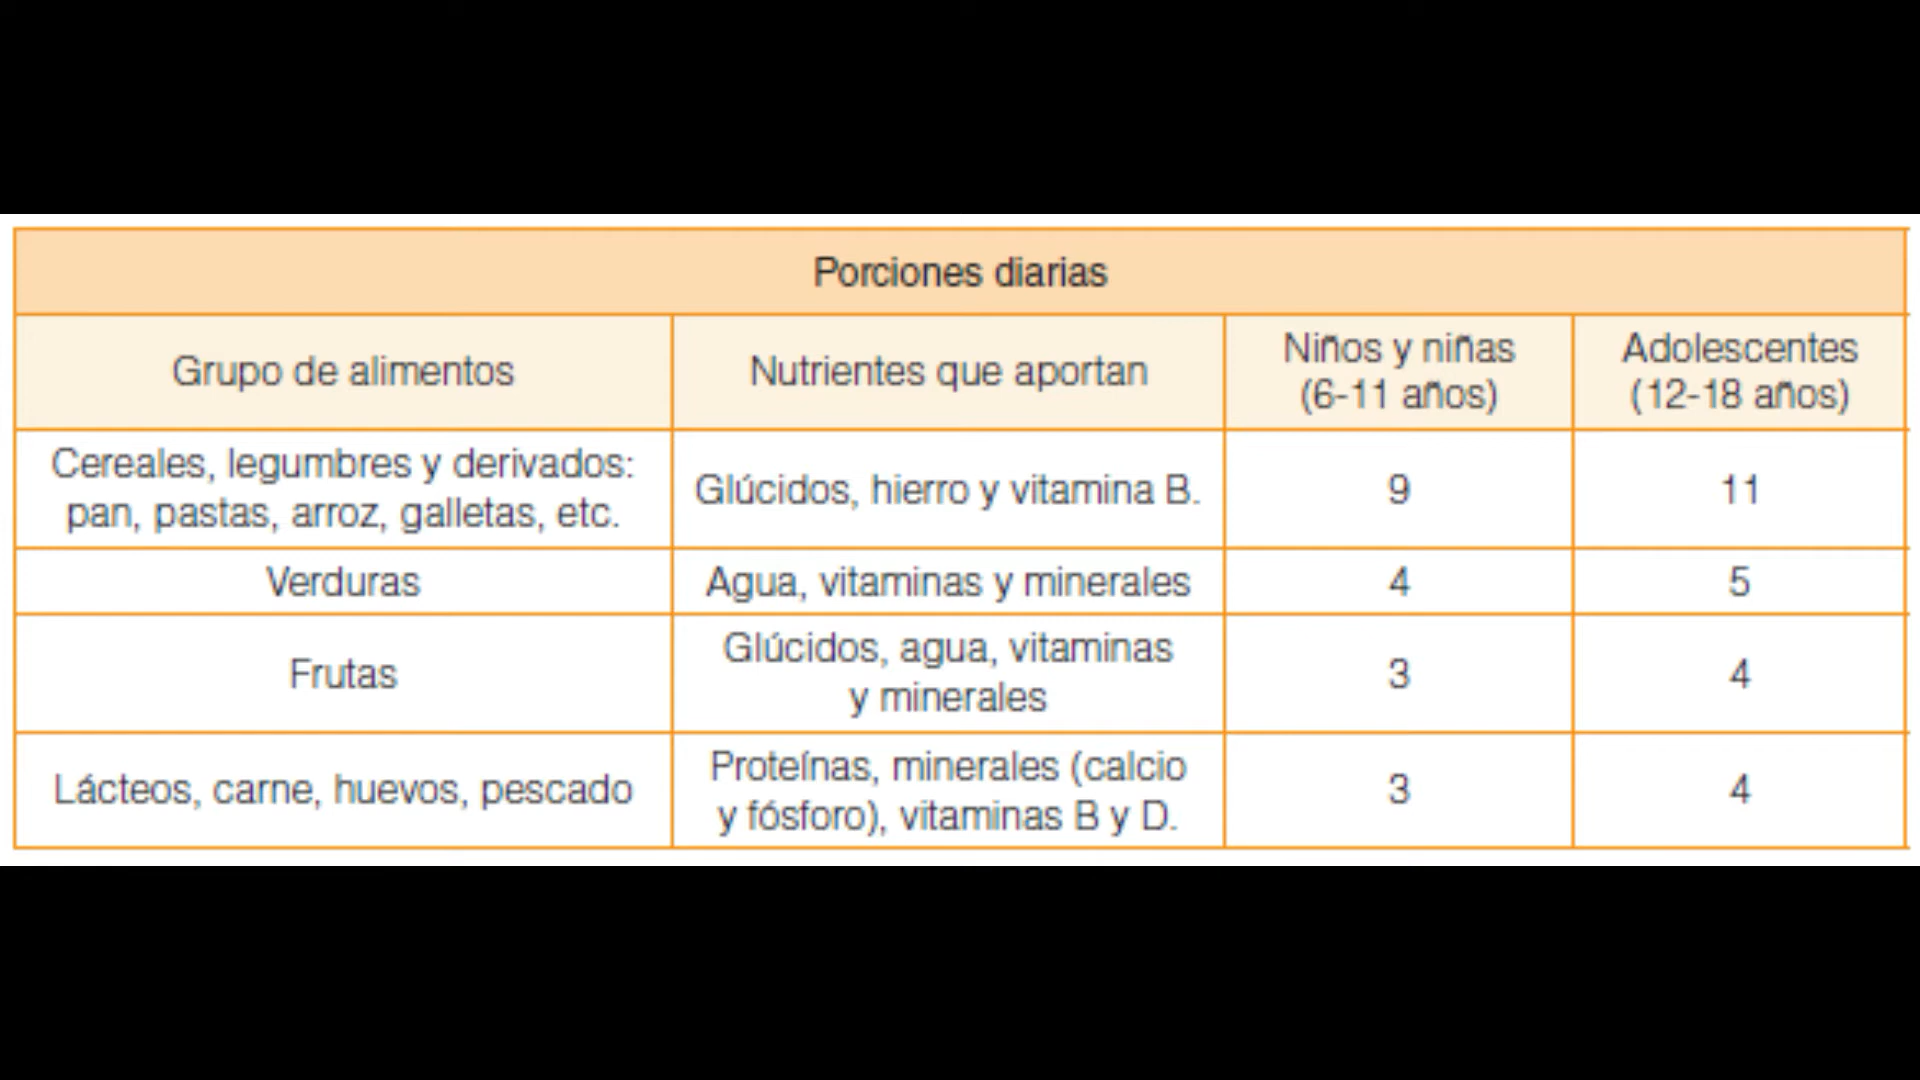 Porciones diarias
Grupo de alimentos
Nutrientes que aportan
Niños y niñas
(6-11 años)
Adolescentes
(12-18 años)
Cereales, legumbres y derivados:
pan, pastas, arroz, galletas, etc.
Glúcidos, hierro y vitamina B.
9
11
Verduras
Agua, vitaminas y minerales
4
5
Frutas
Glúcidos, agua, vitaminas
y minerales
3
4
Lácteos, carne, huevos, pescado
Proteínas, minerales (calcio
y fósforo), vitaminas B y D.
3
4